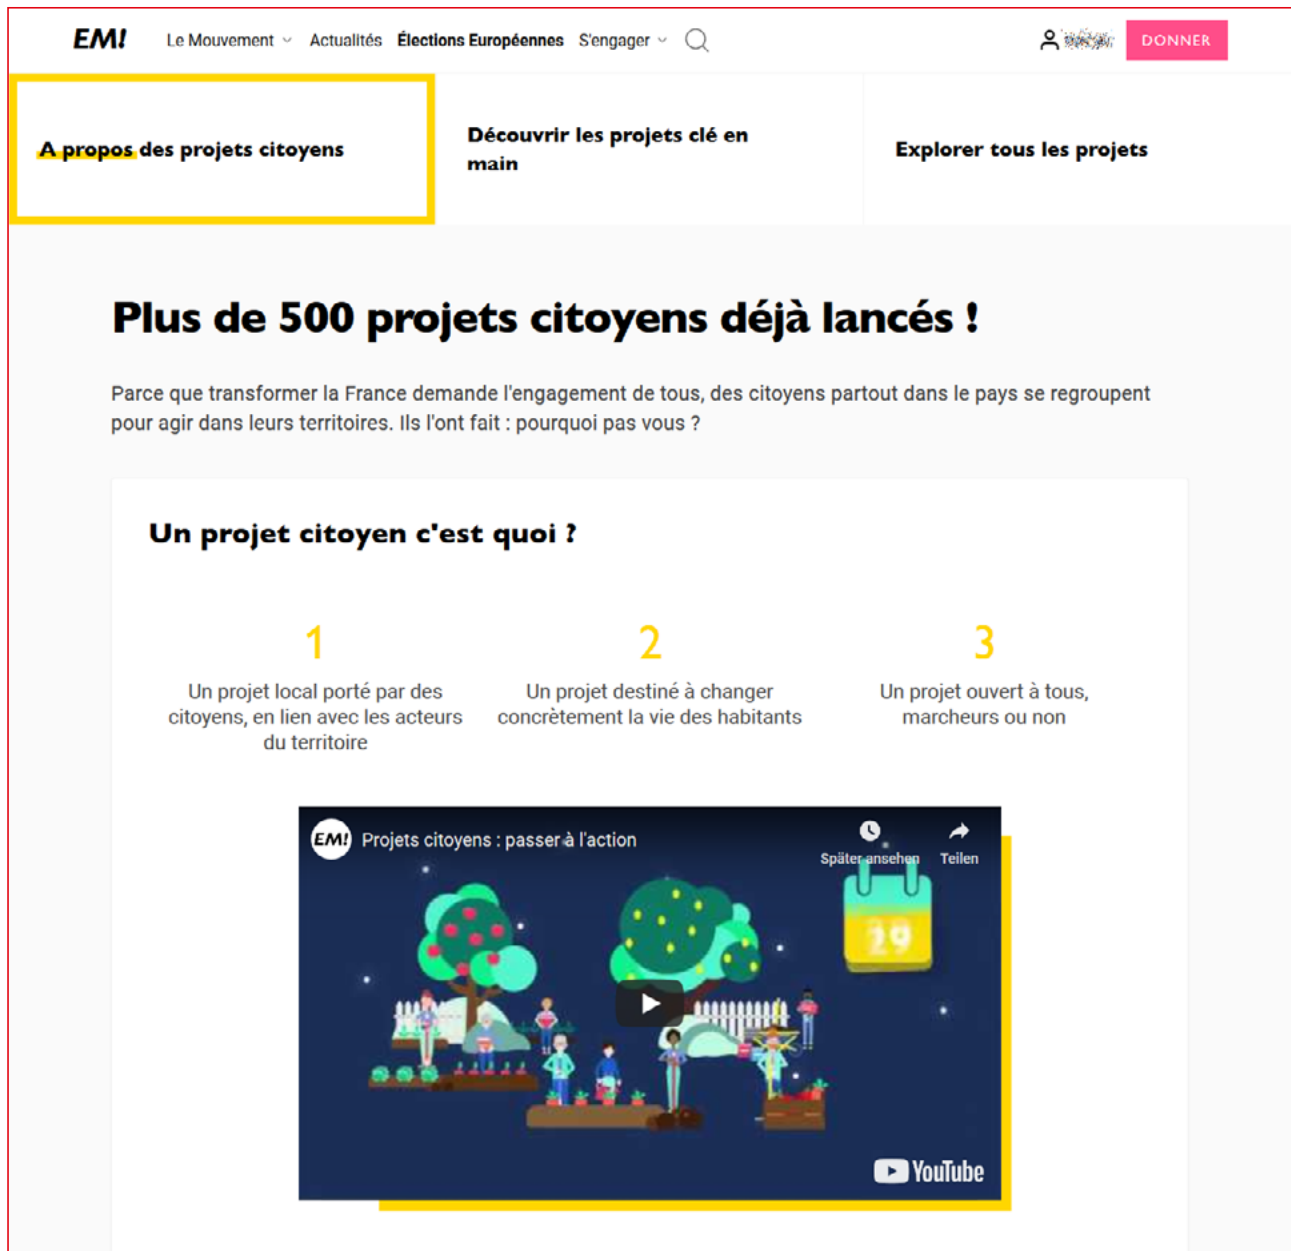 EM! Le Mouvement Actualités Élections Européennes S'engager DONNER
A propos des projets citoyens
Découvrir les projets clé en
main
Explorer tous les projets
Plus de 500 projets citoyens déjà lancés !
Parce que transformer la France demande l'engagement de tous, des citoyens partout dans le pays se regroupent
pour agir dans leurs territoires. Ils l'ont fait : pourquoi pas vous ?
Un projet citoyen c'est quoi ?
1
Un projet local porté par des
citoyens, en lien avec les acteurs
du territoire
2
Un projet destiné à changer
concrètement la vie des habitants
3
Un projet ouvert à tous,
marcheurs ou non
EM! Projets citoyens : passer à l'action
Später ansehen
Teilen
29
YouTube